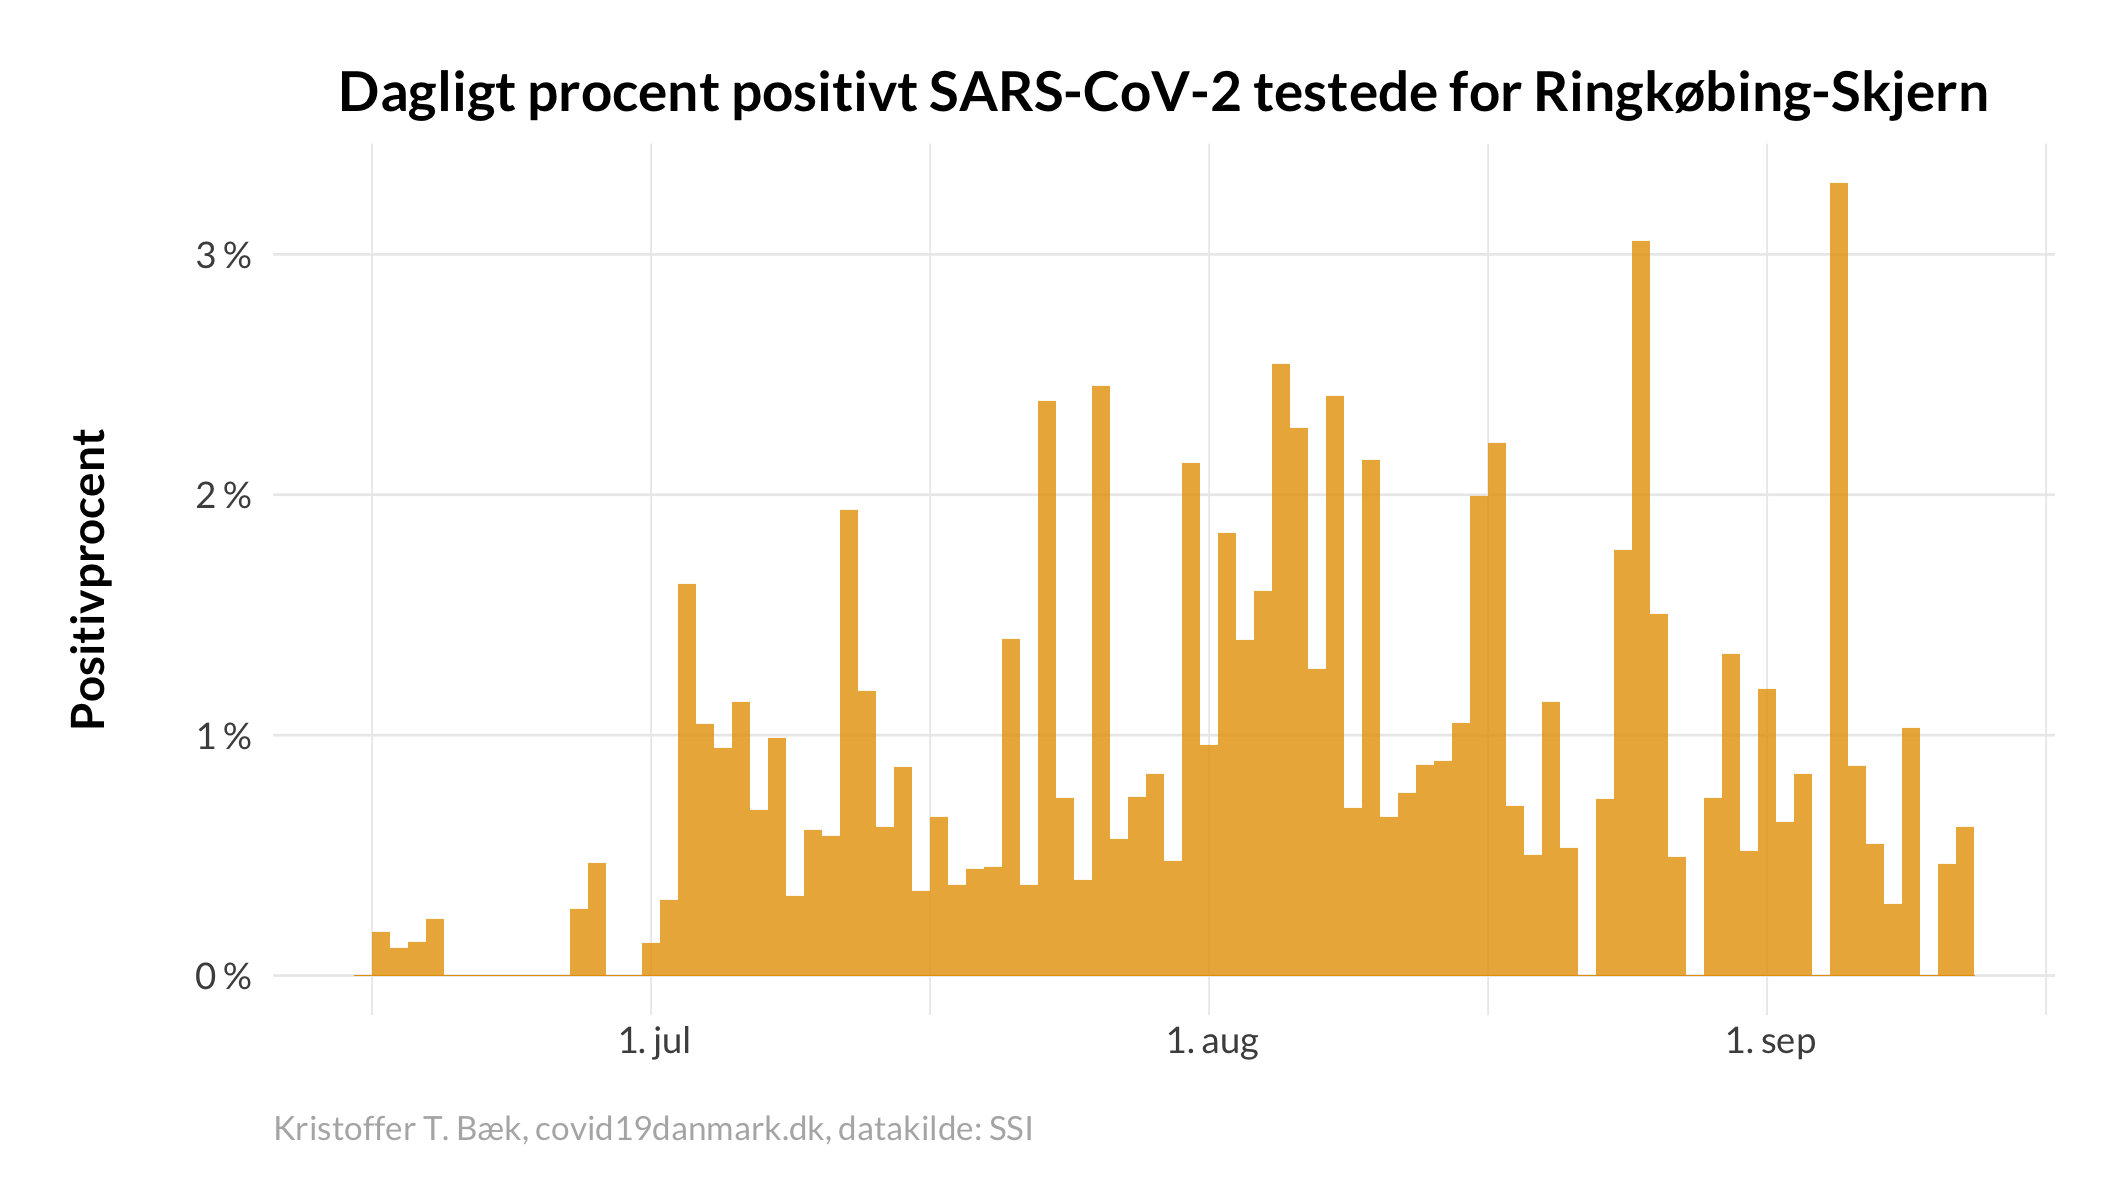 Dagligt procent positivt SARS-CoV-2 testede for Ringkøbing-Skjern
Positivprocent
3 %
2 %
1 %
0 %
1. jul
1. aug
1. sep
Kristoffer T. Bæk, covid19danmark.dk, datakilde: SSI